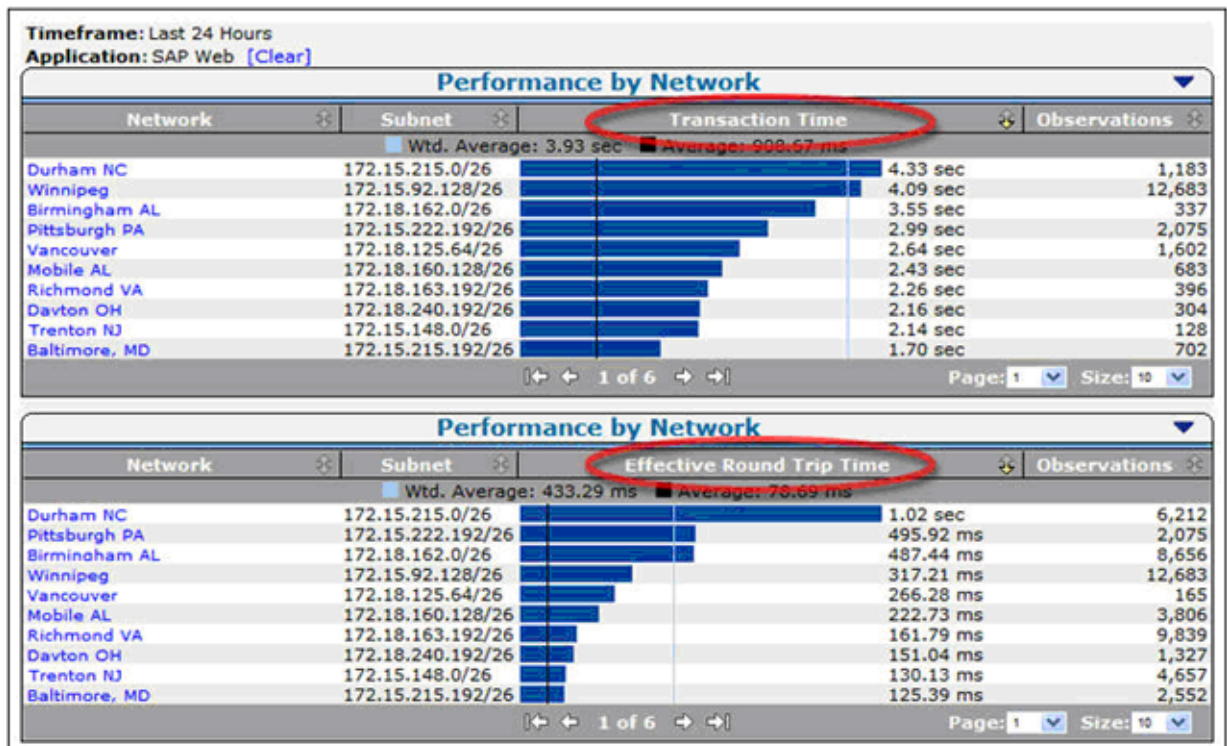 Timeframe: Last 24 Hours
Application: SAP Web [Clear]
Performance by Network
Network Subnet Transaction Time Observations
Wtd. Average: 3.93 sec Average: 908.67 ms
Durham NC 172.15.215.0/26 4.33 sec 1,183
Winnipeg 172.15.92.128/26 4.09 sec 12,683
Birmingham AL 172.18.162.0/26 3.55 sec 337
Pittsburgh PA 172.15.222.192/26 2.99 sec 2,075
Vancouver 172.18.125.64/26 2.64 sec 1,602
Mobile AL 172.18.160.128/26 2.43 sec 683
Richmond VA 172.18.163.192/26 2.26 sec 396
Davton OH 172.18.240.192/26 2.16 sec 304
Trenton NJ 172.15.148.0/26 2.14 sec 128
Baltimore, MD 172.15.215.192/26 1.70 sec 702
1 of 6 Page: 1 Size: 10
Performance by Network
Network Subnet Effective Round Trip Time Observations
Wtd. Average: 433.29 ms Average: 78.69 ms
Durham NC 172.15.215.0/26 1.02 sec 6,212
Pittsburgh PA 172.15.222.192/26 495.92 ms 2,075
Birmingham AL 172.18.162.0/26 487.44 ms 8,656
Winnipeg 172.15.92.128/26 317.21 ms 12,683
Vancouver 172.18.125.64/26 266.28 ms 165
Mobile AL 172.18.160.128/26 222.73 ms 3,806
Richmond VA 172.18.163.192/26 161.79 ms 9,839
Davton OH 172.18.240.192/26 151.04 ms 1,327
Trenton NJ 172.15.148.0/26 130.13 ms 4,657
Baltimore, MD 172.15.215.192/26 125.39 ms 2,552
1 of 6 Page: 1 Size: 10